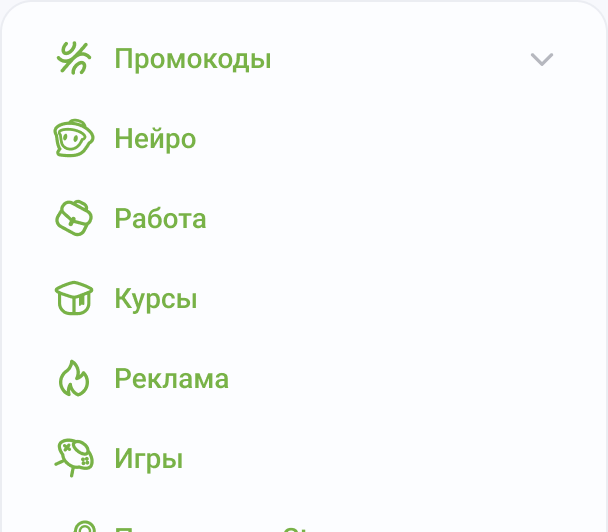 Промокоды
Нейро
Работа
Курсы
Реклама
Игры